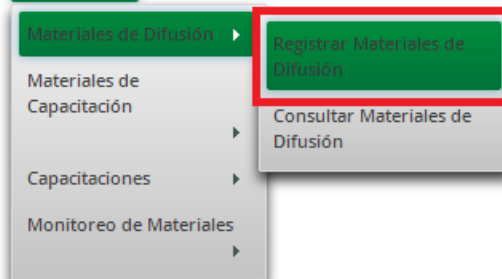 Materiales de Difusión
Registrar Materiales de
Difusión
Materiales de
Capacitación
Consultar Materiales de
Difusión
Capacitaciones
Monitoreo de Materiales